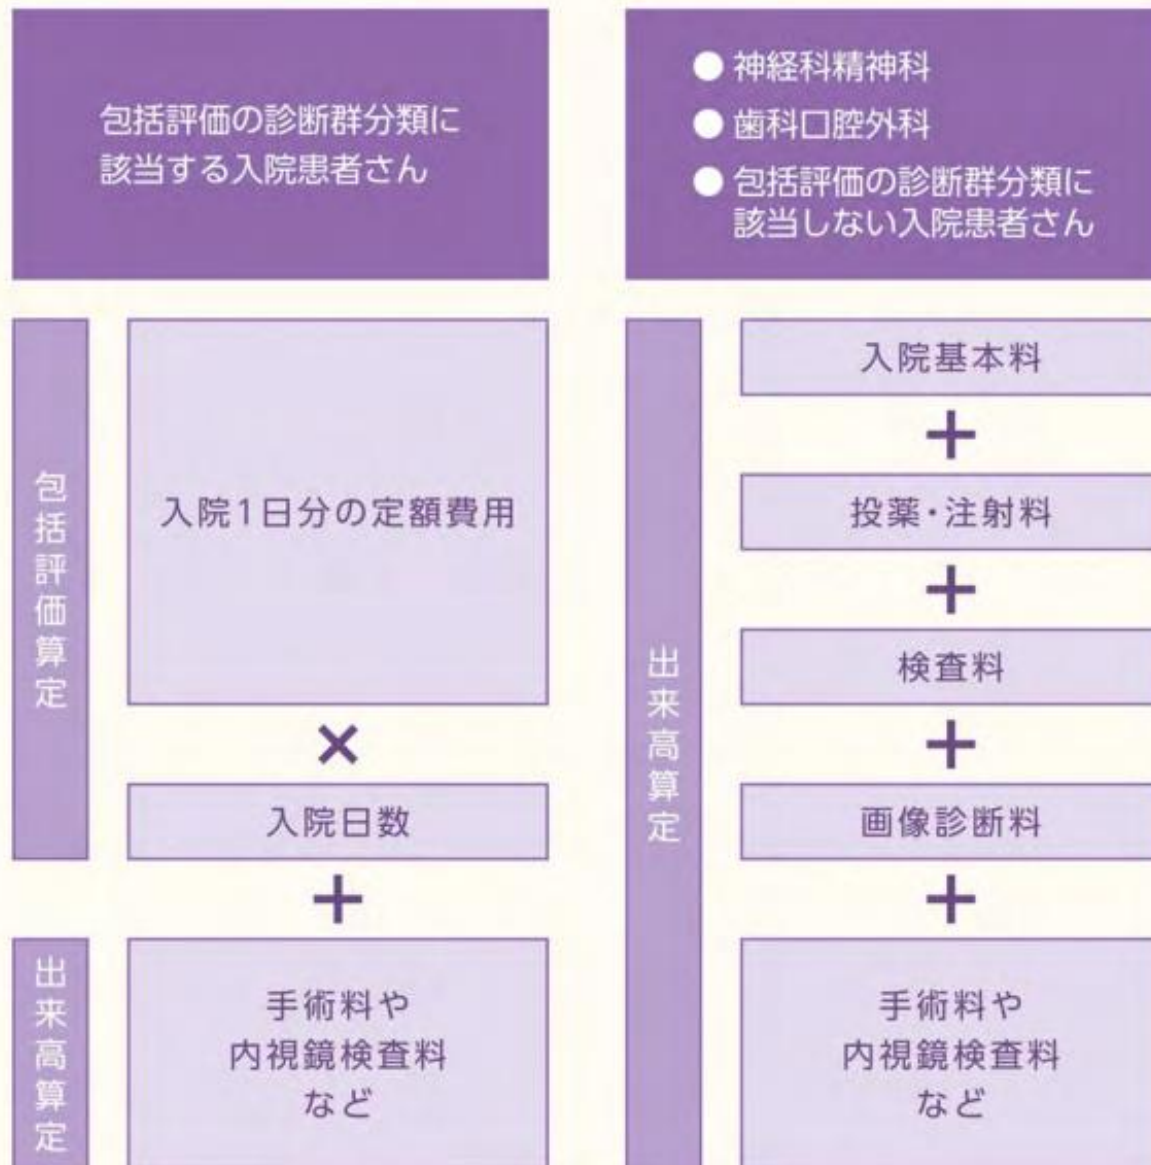 包括評価の診断群分類に
該当する入院患者さん
包括評価算定
入院1日分の定額費用
×
入院日数
+
出来高算定
手術料や
内視鏡検査料
など
● 神経科精神科
● 歯科口腔外科
● 包括評価の診断群分類に
該当しない入院患者さん
出来高算定
入院基本料
+
投薬・注射料
+
検査料
+
画像診断料
+
手術料や
内視鏡検査料
など